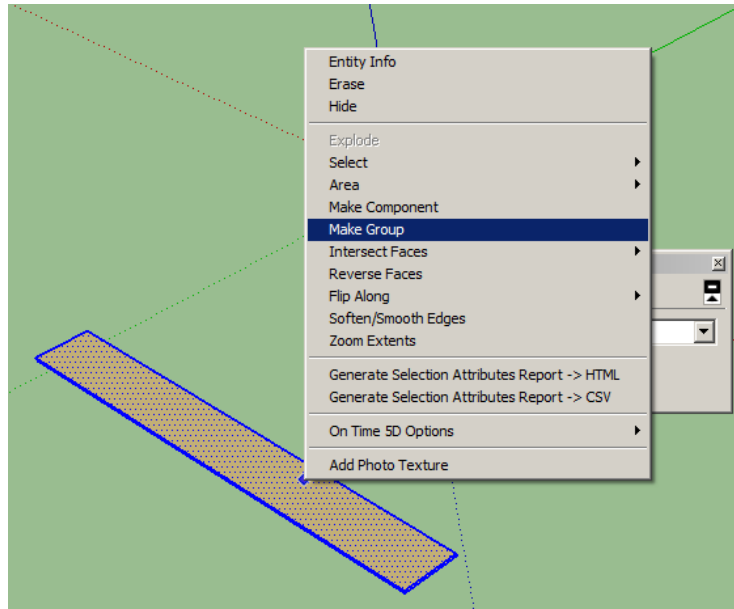 Entity Info
Erase
Hide
Explode
Select
Area
Make Component
Make Group
Intersect Faces
Reverse Faces
Flip Along
Soften/Smooth Edges
Zoom Extents
Generate Selection Attributes Report -> HTML
Generate Selection Attributes Report -> CSV
On Time 5D Options
Add Photo Texture